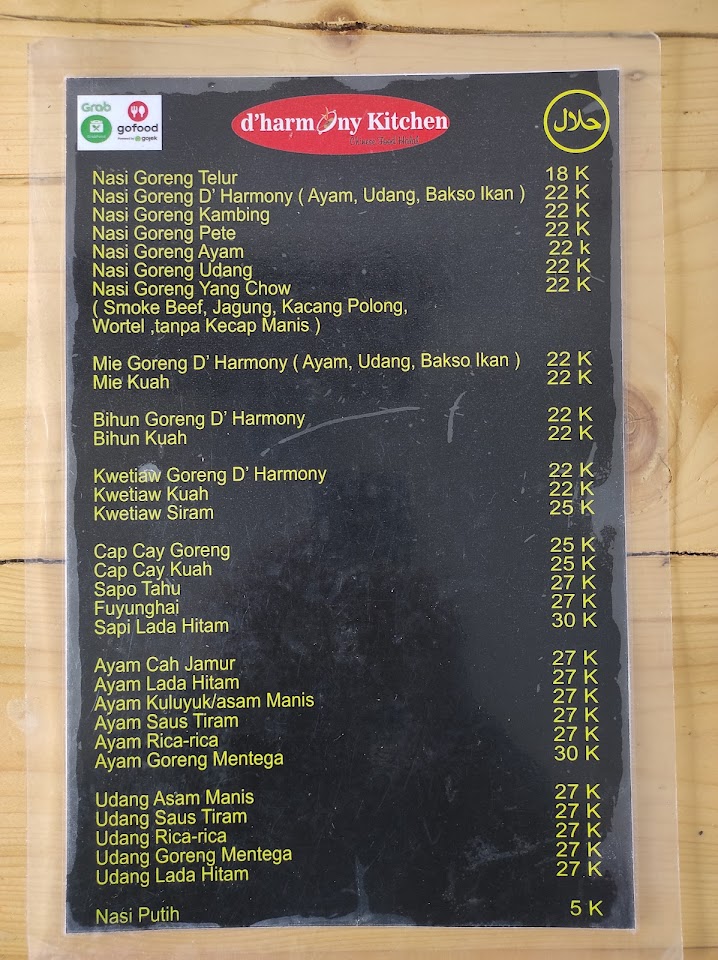 Grab
gofood
Powered by gojek
d'harmony Kitchen
حلال
Nasi Goreng Telur 18 K
Nasi Goreng D' Harmony ( Ayam, Udang, Bakso Ikan ) 22 K
Nasi Goreng Kambing 22 K
Nasi Goreng Pete 22 K
Nasi Goreng Ayam 22 k
Nasi Goreng Udang 22 K
Nasi Goreng Yang Chow 22 K
( Smoke Beef, Jagung, Kacang Polong,
Wortel ,tanpa Kecap Manis )
Mie Goreng D' Harmony ( Ayam, Udang, Bakso Ikan ) 22 K
Mie Kuah 22 K
Bihun Goreng D' Harmony 22 K
Bihun Kuah 22 K
Kwetiaw Goreng D' Harmony 22 K
Kwetiaw Kuah 22 K
Kwetiaw Siram 25 K
Cap Cay Goreng 25 K
Cap Cay Kuah 25 K
Sapo Tahu 27 K
Fuyunghai 27 K
Sapi Lada Hitam 30 K
Ayam Cah Jamur 27 K
Ayam Lada Hitam 27 K
Ayam Kuluyuk/asam Manis 27 K
Ayam Saus Tiram 27 K
Ayam Rica-rica 27 K
Ayam Goreng Mentega 30 K
Udang Asam Manis 27 K
Udang Saus Tiram 27 K
Udang Rica-rica 27 K
Udang Goreng Mentega 27 K
Udang Lada Hitam 27 K
Nasi Putih 5 K